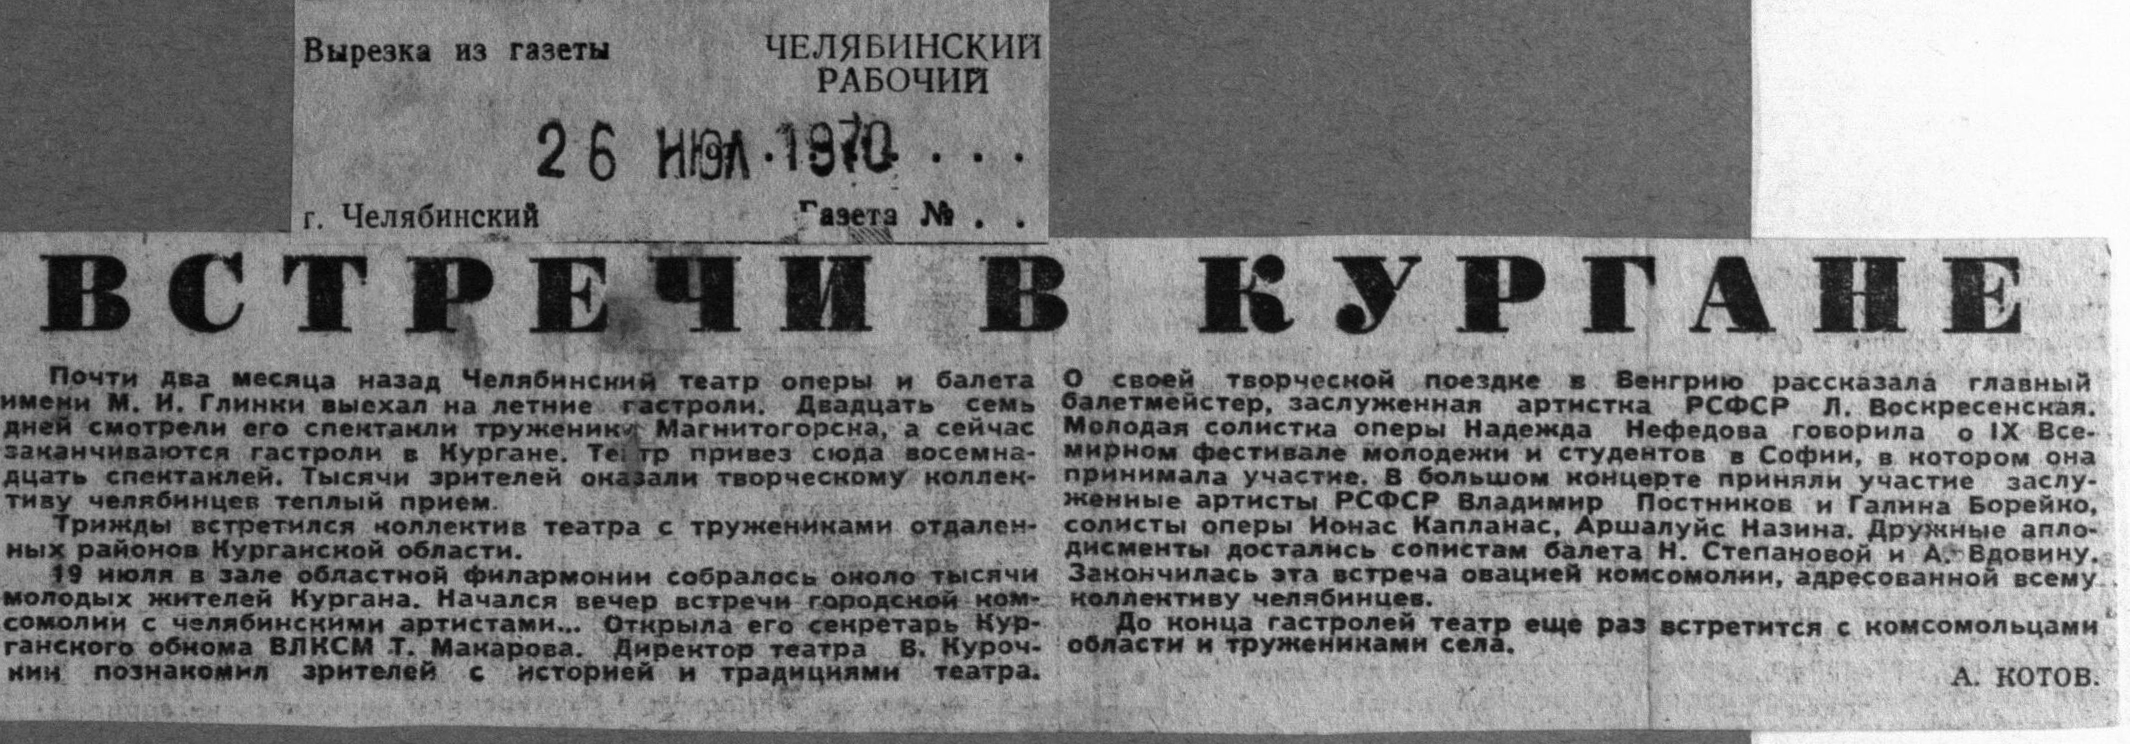 Вырезка из газеты
ЧЕЛЯБИНСКИЙ
РАБОЧИЙ
26 ИЮЛ 1970 . . .
г. Челябинский
Газета № . .
ВСТРЕЧИ В КУРГАНЕ
Почти два месяца назад Челябинский театр оперы и балета
имени М. И. Глинки выехал на летние гастроли. Двадцать семь
дней смотрели его спектакли труженики Магнитогорска, а сейчас
заканчиваются гастроли в Кургане. Театр привез сюда восемна-
дцать спектаклей. Тысячи зрителей оказали творческому коллек-
тиву челябинцев теплый прием.
Трижды встретился коллектив театра с тружениками отдален-
ных районов Курганской области.
19 июля в зале областной филармонии собралось около тысячи
молодых жителей Кургана. Начался вечер встречи городской ком-
сомолии с челябинскими артистами... Открыла его секретарь Кур-
ганского обкома ВЛКСМ Т. Макарова. Директор театра В. Куроч-
кин познакомил зрителей с историей и традициями театра.
О своей творческой поездке в Венгрию рассказала главный
балетмейстер, заслуженная артистка РСФСР Л. Воскресенская.
Молодая солистка оперы Надежда Нефедова говорила о IX Все-
мирном фестивале молодежи и студентов в Софии, в котором она
принимала участие. В большом концерте приняли участие заслу-
женные артисты РСФСР Владимир Постников и Галина Борейко,
солисты оперы Ионас Капланас, Аршалуйс Назина. Дружные апло-
дисменты достались солистам балета Н. Степановой и А. Вдовину.
Закончилась эта встреча овацией комсомолии, адресованной всему
коллективу челябинцев.
До конца гастролей театр еще раз встретится с комсомольцами
области и тружениками села.
А. КОТОВ.